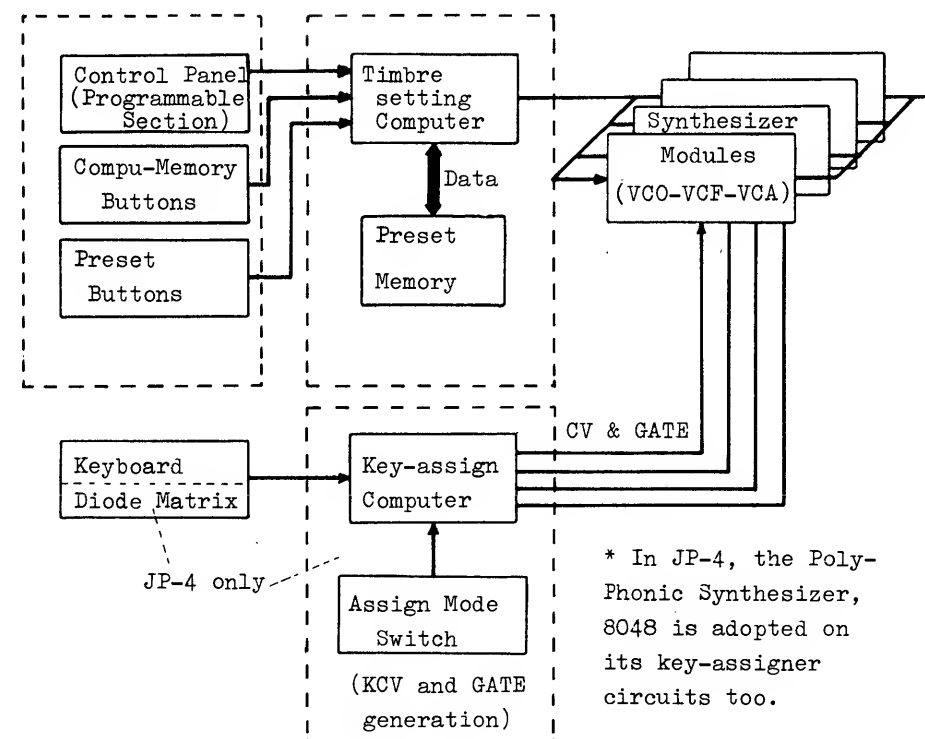 Control Panel
(Programmable
Section)
Compu-Memory
Buttons
Preset
Buttons
Timbre
setting
Computer
Data
Preset
Memory
Synthesizer
Modules
(VCO-VCF-VCA)
CV & GATE
Keyboard
Diode Matrix
JP-4 only
Key-assign
Computer
Assign Mode
Switch
(KCV and GATE
generation)
* In JP-4, the Poly-
Phonic Synthesizer,
8048 is adopted on
its key-assigner
circuits too.